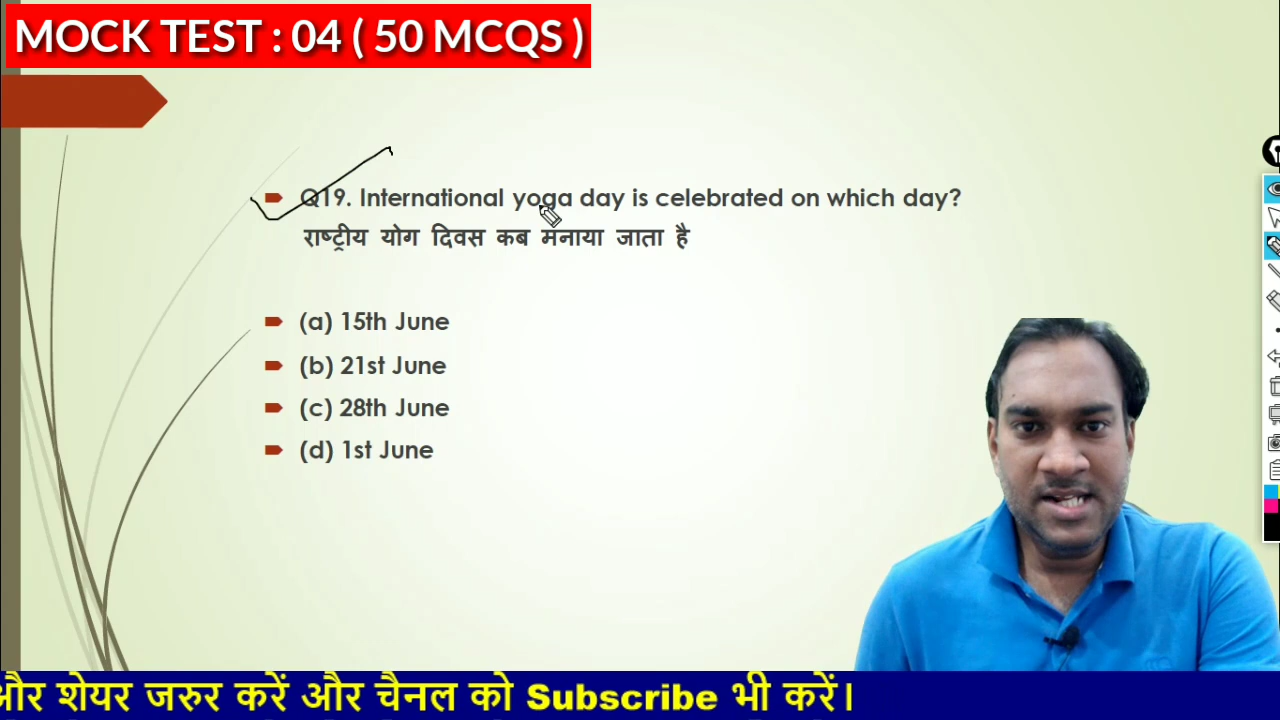 MOCK TEST : 04 ( 50 MCQS )
Q19. International yoga day is celebrated on which day?
राष्ट्रीय योग दिवस कब मनाया जाता है
(a) 15th June
(b) 21st June
(c) 28th June
(d) 1st June
और शेयर जरुर करें और चैनल को Subscribe भी करें।